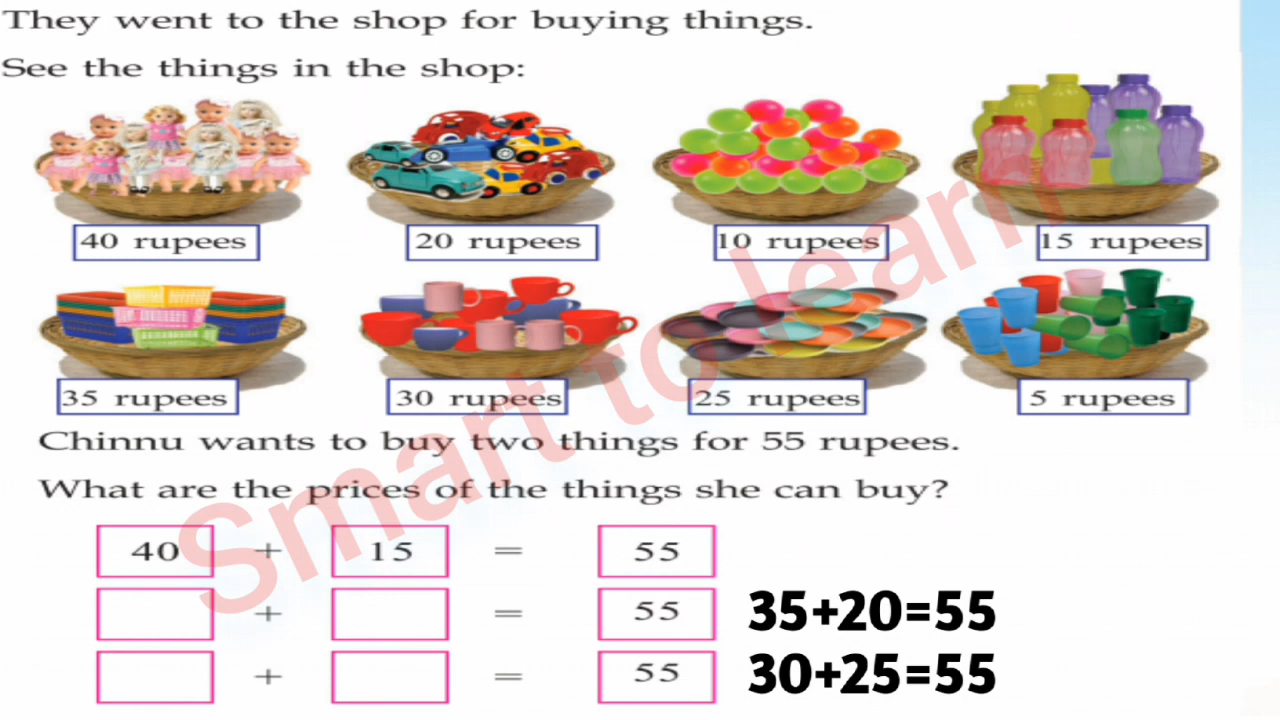 They went to the shop for buying things.
See the things in the shop:
40 rupees
20 rupees
10 rupees
15 rupees
35 rupees
30 rupees
25 rupees
5 rupees
Chinnu wants to buy two things for 55 rupees.
What are the prices of the things she can buy?
40 + 15 = 55
+ = 55 35+20=55
+ = 55 30+25=55
Smart to learn